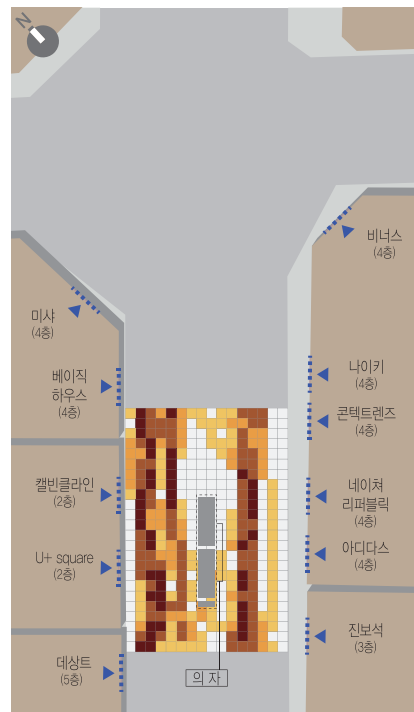 N
비너스
(4층)
미샤
(4층)
베이직
하우스
(4층)
나이키
(4층)
콘텍트렌즈
(4층)
캘빈클라인
(2층)
네이쳐
리퍼블릭
(4층)
U+ square
(2층)
아디다스
(4층)
진보석
(3층)
데상트
(5층)
의 자